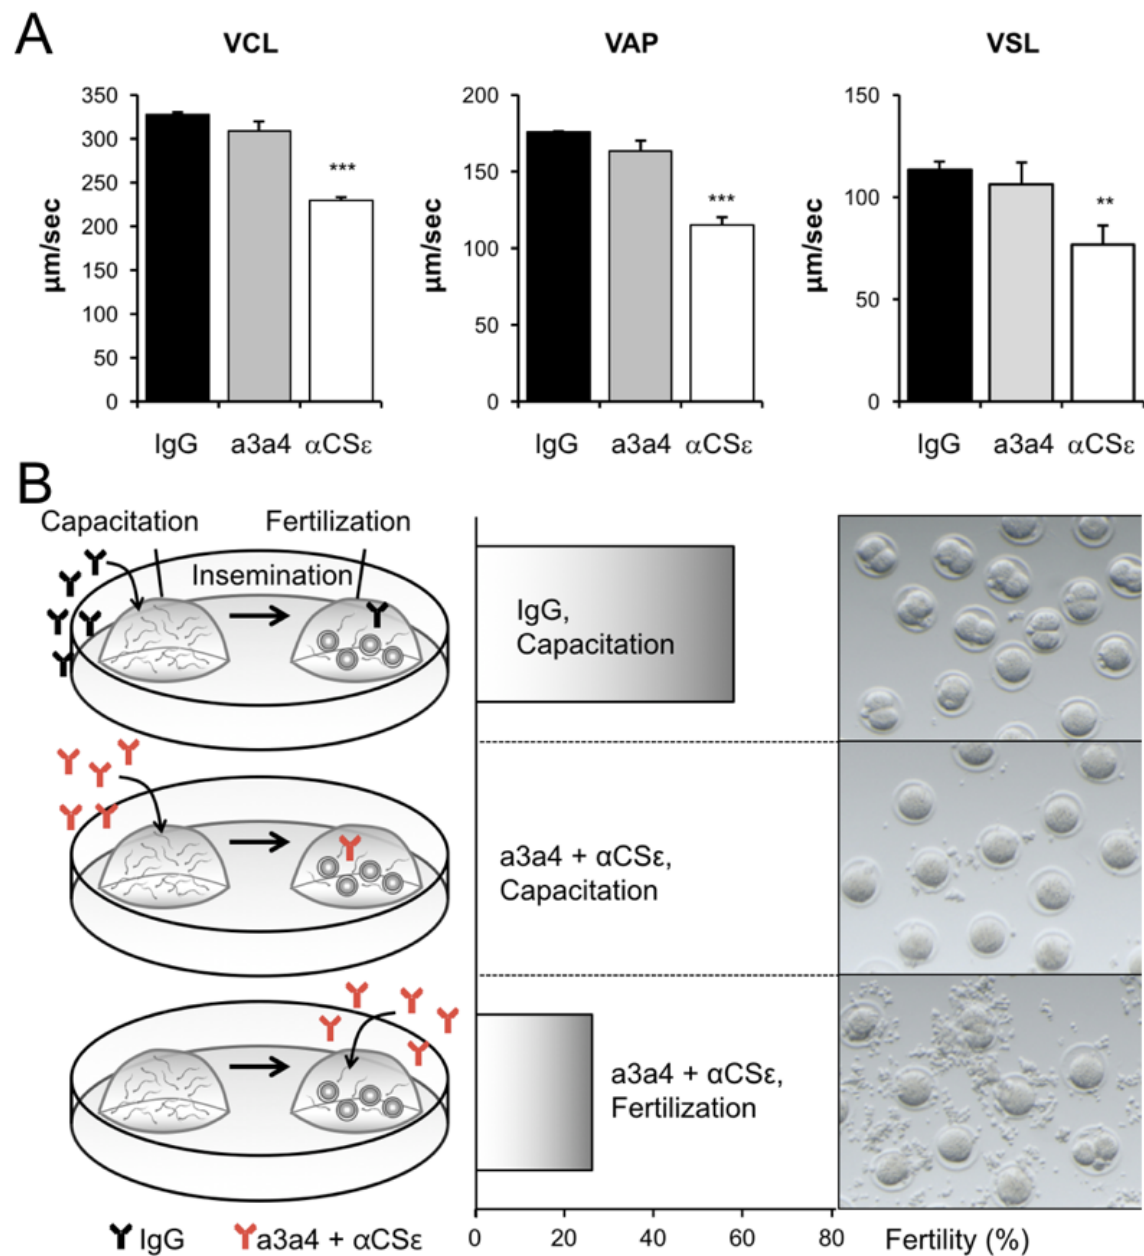 A
VCL
VAP
VSL
350
300
250
200
150
100
50
0
µm/sec
***
IgG
a3a4
αCSε
200
150
100
50
0
µm/sec
***
IgG
a3a4
αCSε
150
100
50
0
µm/sec
**
IgG
a3a4
αCSε
B
Capacitation
Fertilization
Insemination
IgG,
Capacitation
a3a4 + αCSε,
Capacitation
a3a4 + αCSε,
Fertilization
0
20
40
60
80
Fertility (%)
IgG
a3a4 + αCSε